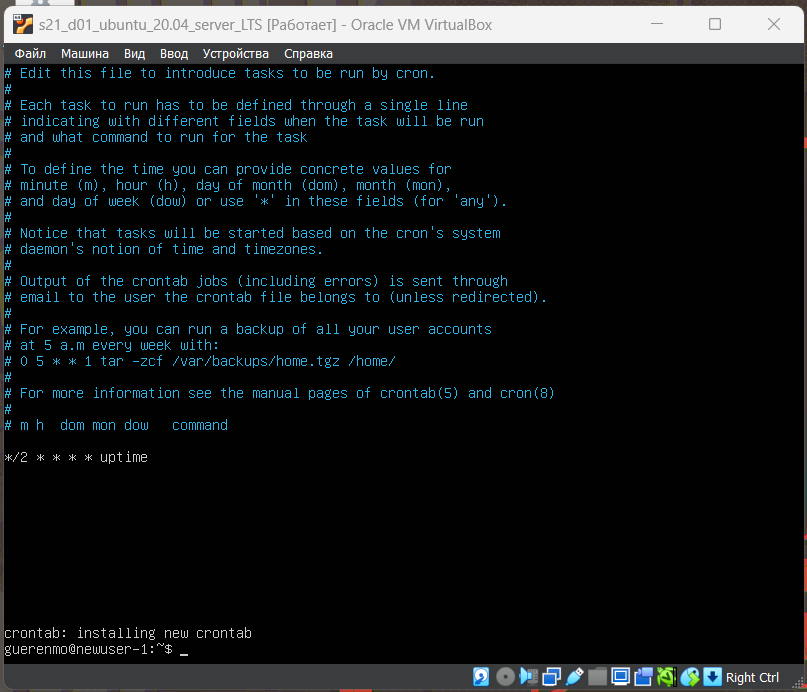 s21_d01_ubuntu_20.04_server_LTS [Работает] - Oracle VM VirtualBox
Файл Машина Вид Ввод Устройства Справка
# Edit this file to introduce tasks to be run by cron.
#
# Each task to run has to be defined through a single line
# indicating with different fields when the task will be run
# and what command to run for the task
#
# To define the time you can provide concrete values for
# minute (m), hour (h), day of month (dom), month (mon),
# and day of week (dow) or use '*' in these fields (for 'any').
#
# Notice that tasks will be started based on the cron's system
# daemon's notion of time and timezones.
#
# Output of the crontab jobs (including errors) is sent through
# email to the user the crontab file belongs to (unless redirected).
#
# For example, you can run a backup of all your user accounts
# at 5 a.m every week with:
# 0 5 * * 1 tar -zcf /var/backups/home.tgz /home/
#
# For more information see the manual pages of crontab(5) and cron(8)
#
# m h  dom mon dow   command
*/2 * * * * uptime
crontab: installing new crontab
guerenmo@newuser-1:~$ _
Right Ctrl